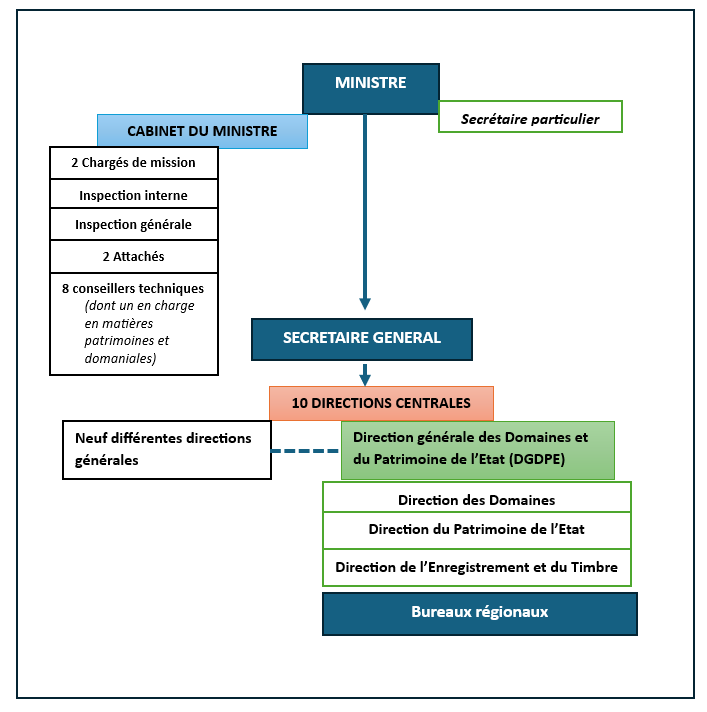 MINISTRE
Secrétaire particulier
CABINET DU MINISTRE
2 Chargés de mission
Inspection interne
Inspection générale
2 Attachés
8 conseillers techniques
(dont un en charge
en matières
patrimoines et
domaniales)
SECRETAIRE GENERAL
10 DIRECTIONS CENTRALES
Neuf différentes directions
générales
Direction générale des Domaines et
du Patrimoine de l’Etat (DGDPE)
Direction des Domaines
Direction du Patrimoine de l’Etat
Direction de l’Enregistrement et du Timbre
Bureaux régionaux